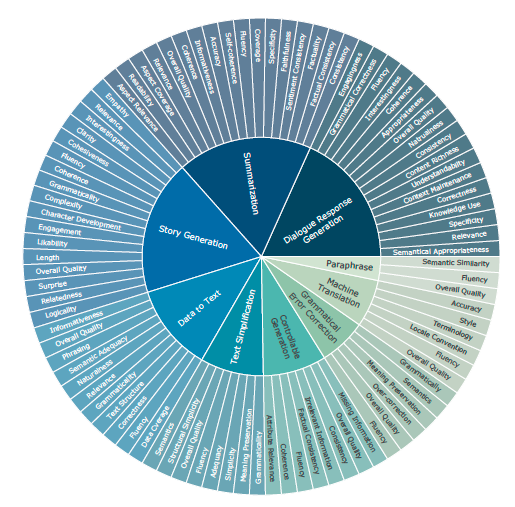 Dialogue Response
Generation
Summarization
Story Generation
Data to Text
Text Simplification
Controllable
Generation
Grammatical
Error Correction
Machine
Translation
Paraphrase
Semantical Appropriateness
Relevance
Specificity
Knowledge Use
Correctness
Context Maintenance
Understandability
Content Richness
Consistency
Natrualness
Overall Quality
Appropriateness
Coherence
Interestingness
Fluency
Grammatical Correctness
Engagingness
Consistency
Factual Consistency
Factuality
Sentiment Consistency
Faithfulness
Specificity
Coverage
Fluency
Self-coherence
Accuracy
Informativeness
Coherence
Overall Quality
Relevance
Aspect Coverage
Readability
Aspect Relevance
Empathy
Relevance
Interestingness
Clarity
Cohesiveness
Fluency
Coherence
Grammaticality
Complexity
Character Development
Engagement
Likability
Length
Overall Quality
Surprise
Relatedness
Logicality
Informativeness
Overall Quality
Phrasing
Semantic Adequacy
Naturalness
Relevance
Grammaticality
Text Structure
Correctness
Fluency
Data Coverage
Semantics
Structural Simplicity
Overall Quality
Fluency
Adequacy
Simplicity
Meaning Preservation
Grammaticality
Attribute Relevance
Coherence
Fluency
Factual Consistency
Irrelevant Information
Consistency
Overall Quality
Missing Information
Fluency
Overall Quality
Over-correction
Meaning Preservation
Semantics
Grammatically
Overall Quality
Fluency
Locale Convention
Terminology
Style
Accuracy
Overall Quality
Fluency
Semantic Similarity